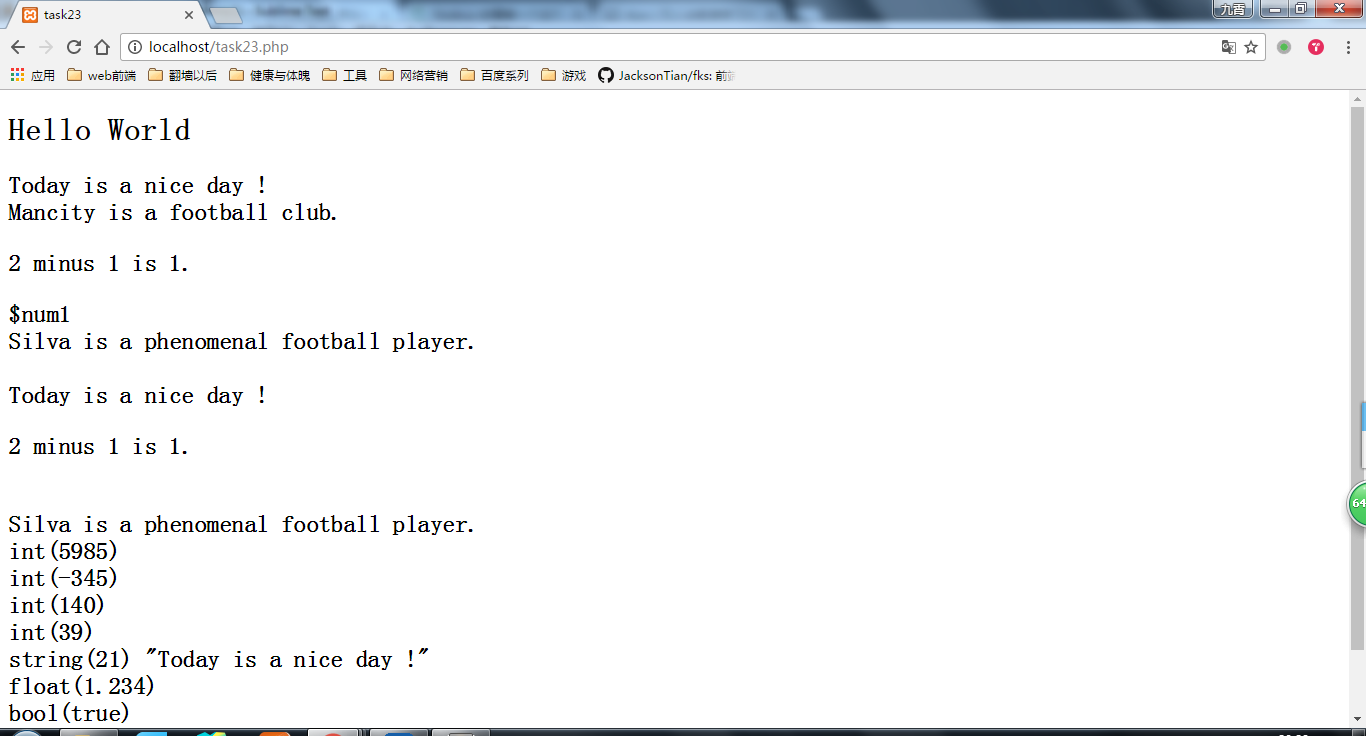 task23
九香
localhost/task23.php
应用 web前端 翻墙以后 健康与体魄 工具 网络营销 百度系列 游戏 JacksonTian/fks: 前端
Hello World
Today is a nice day !
Mancity is a football club.
2 minus 1 is 1.
$num1
Silva is a phenomenal football player.
Today is a nice day !
2 minus 1 is 1.
Silva is a phenomenal football player.
64
int(5985)
int(-345)
int(140)
int(39)
string(21) "Today is a nice day !"
float(1.234)
bool(true)